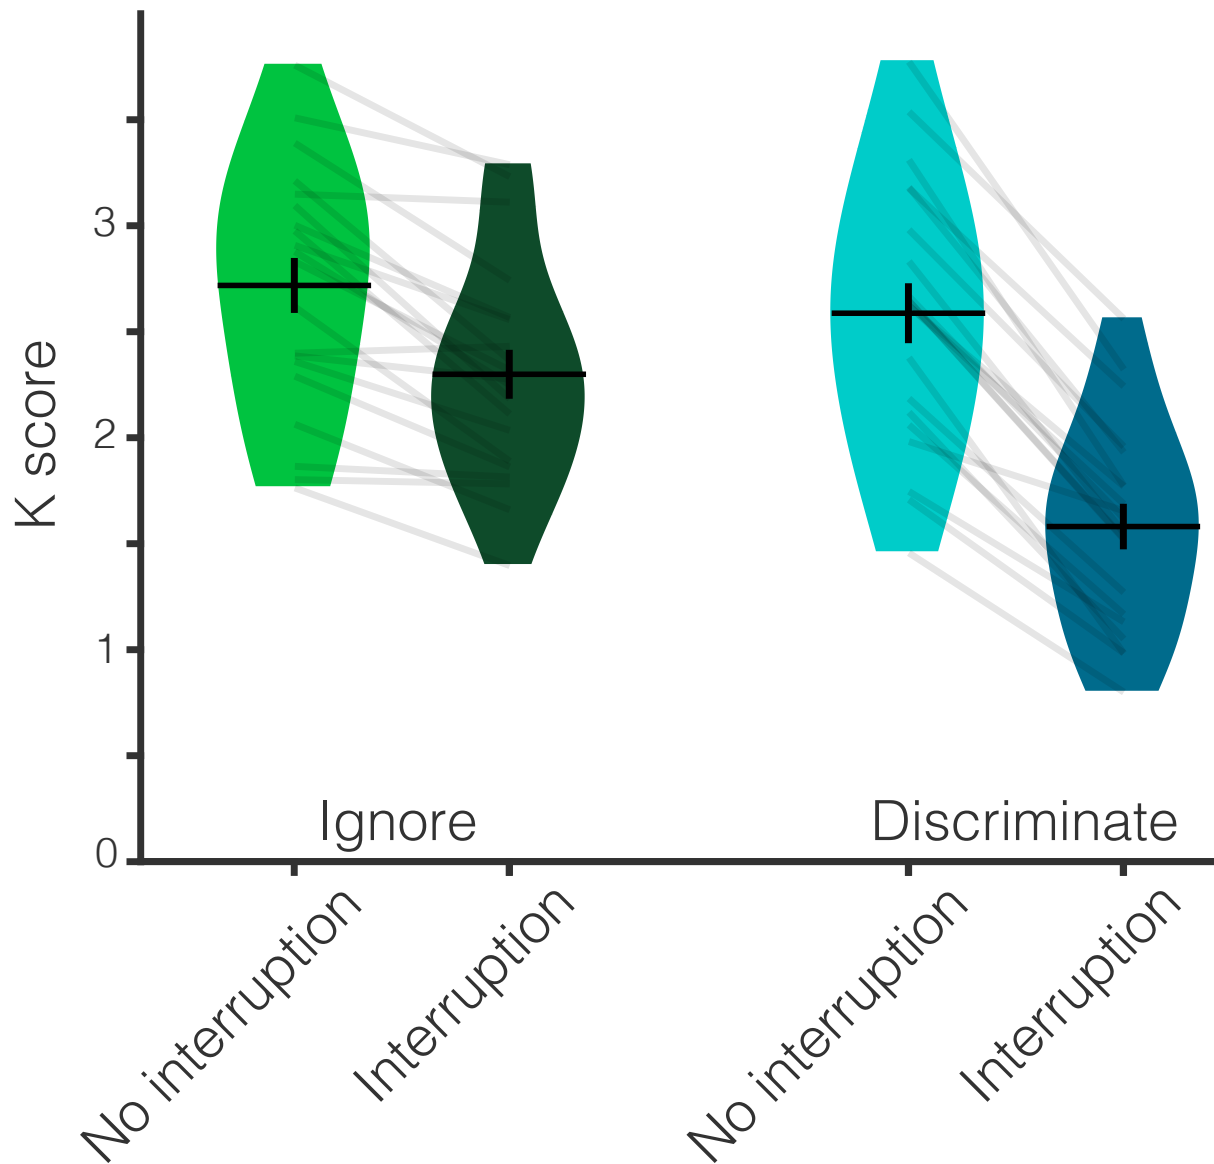 K score
3
2
1
0
Ignore
Discriminate
No interruption
Interruption
No interruption
Interruption